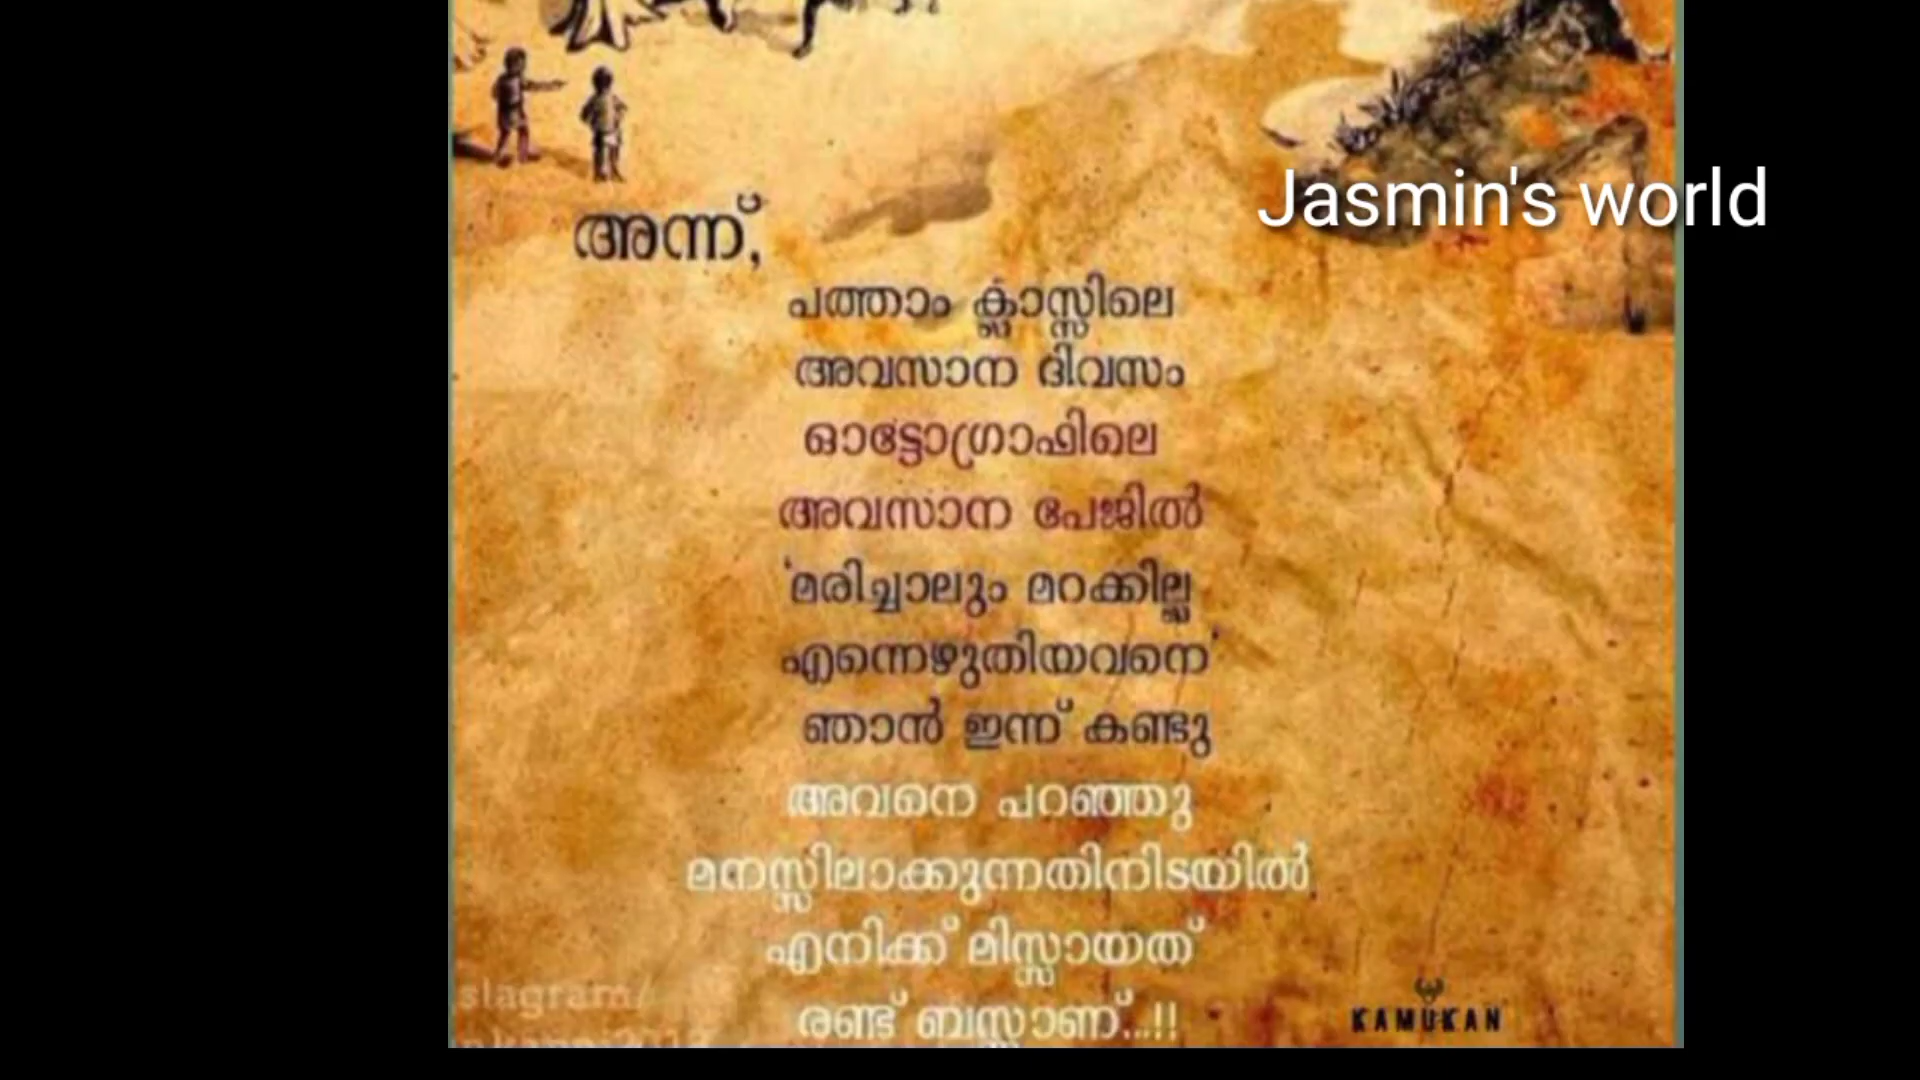 Jasmin's world
അന്ന്,
പത്താം ക്ലാസ്സിലെ
അവസാന ദിവസം
ഓട്ടോഗ്രാഫിലെ
അവസാന പേജിൽ
'മരിച്ചാലും മറക്കില്ല
എന്നെഴുതിയവനെ'
ഞാൻ ഇന്ന് കണ്ടു
അവനെ പറഞ്ഞു
മനസ്സിലാക്കുന്നതിനിടയിൽ
എനിക്ക് മിസ്സായത്
രണ്ട് ബസ്സാണ്...!!
KAMUKAN